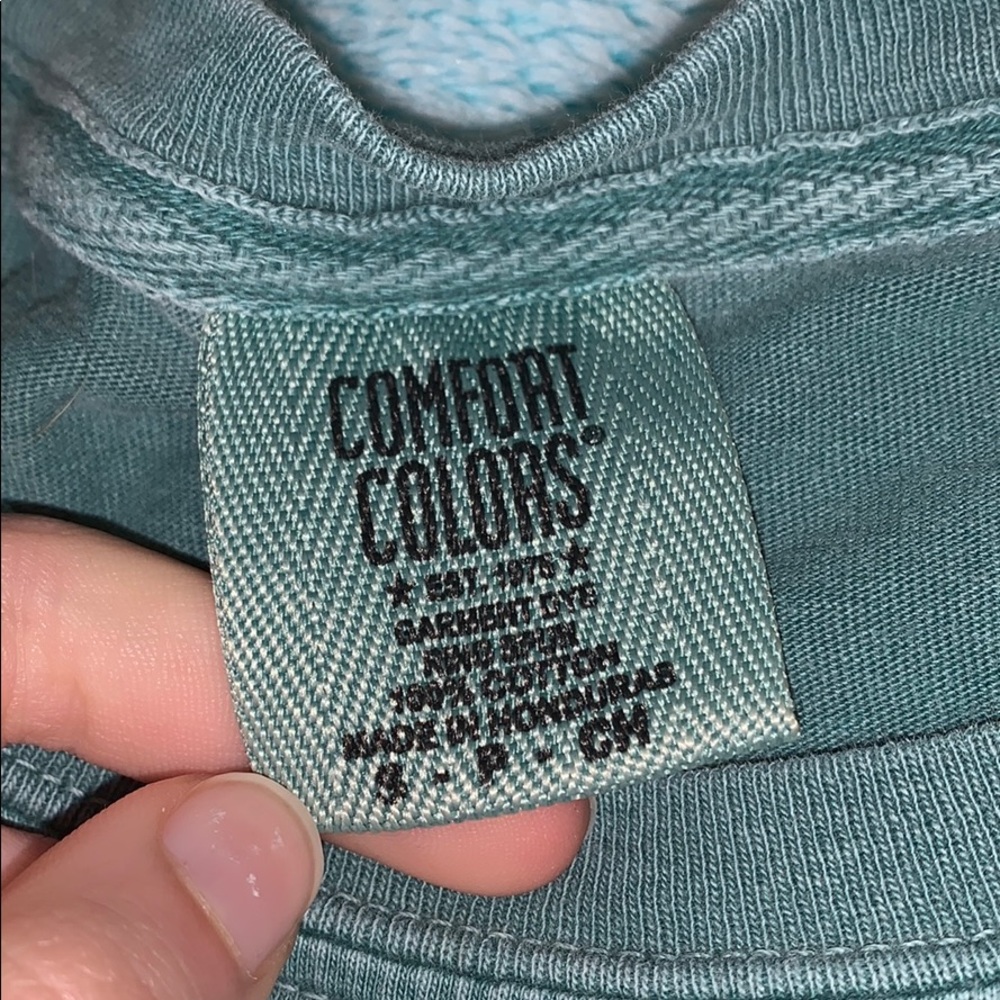 COMFORT
COLORS®
★ EST. 1975 ★
GARMENT DYE
RING SPUN
100% COTTON
MADE IN HONDURAS
S - P - CH